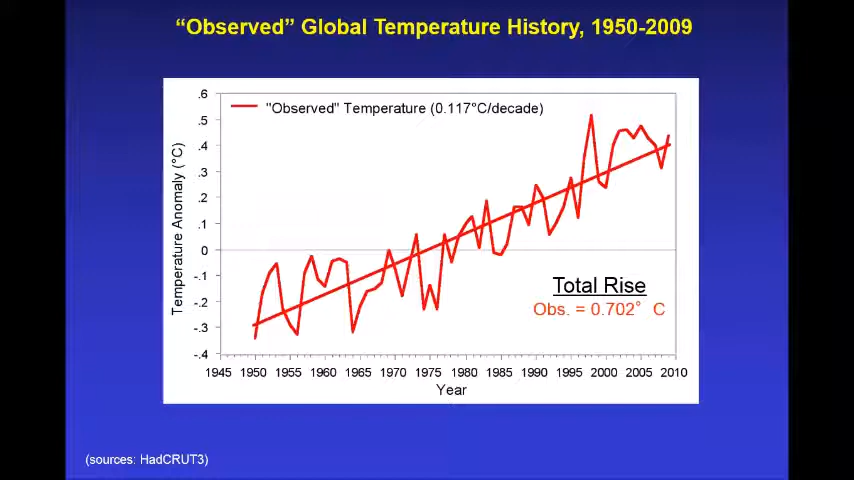 “Observed” Global Temperature History, 1950-2009
"Observed" Temperature (0.117°C/decade)
.6
.5
.4
.3
.2
.1
0
-.1
-.2
-.3
-.4
Temperature Anomaly (°C)
Total Rise
Obs. = 0.702° C
1945 1950 1955 1960 1965 1970 1975 1980 1985 1990 1995 2000 2005 2010
Year
(sources: HadCRUT3)